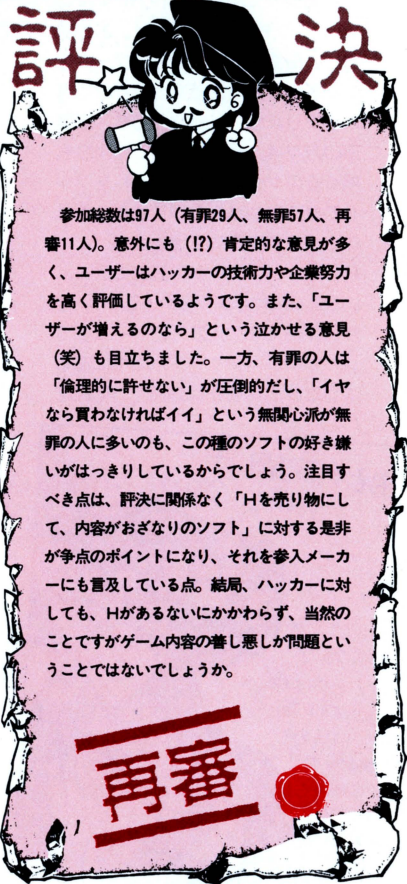 評決
参加総数は97人（有罪29人、無罪57人、再
審11人）。意外にも（!?）肯定的な意見が多
く、ユーザーはハッカーの技術力や企業努力
を高く評価しているようです。また、「ユー
ザーが増えるのなら」という泣かせる意見
（笑）も目立ちました。一方、有罪の人は
「倫理的に許せない」が圧倒的だし、「イヤ
なら買わなければイイ」という無関心派が無
罪の人に多いのも、この種のソフトの好き嫌
いがはっきりしているからでしょう。注目す
べき点は、評決に関係なく「Hを売り物にし
て、内容がおざなりのソフト」に対する是非
が争点のポイントになり、それを参入メーカ
ーにも言及している点。結局、ハッカーに対
しても、Hがあるないにかかわらず、当然の
ことですがゲーム内容の善し悪しが問題とい
うことではないでしょうか。
再審